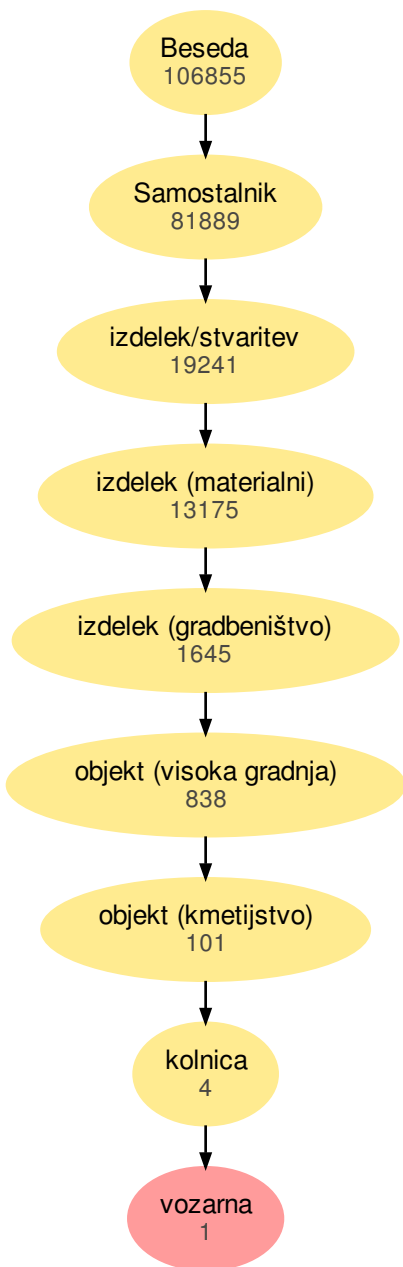 Beseda
106855
Samostalnik
81889
izdelek/stvaritev
19241
izdelek (materialni)
13175
izdelek (gradbeništvo)
1645
objekt (visoka gradnja)
838
objekt (kmetijstvo)
101
kolnica
4
vozarna
1